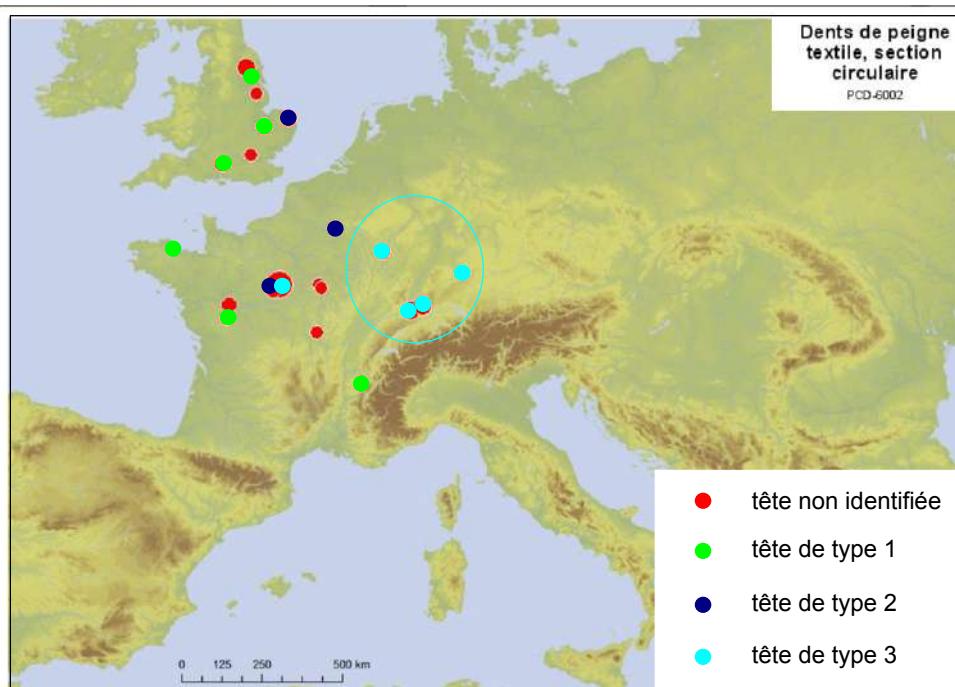 Dents de peigne
textile, section
circulaire
PCD-6002
tête non identifiée
tête de type 1
tête de type 2
tête de type 3
0 125 250 500 km